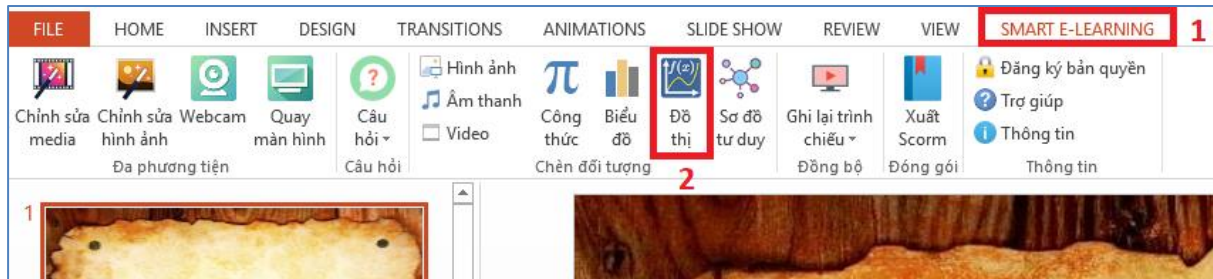 FILE HOME INSERT DESIGN TRANSITIONS ANIMATIONS SLIDE SHOW REVIEW VIEW SMART E-LEARNING 1
Chỉnh sửa media
Chỉnh sửa hình ảnh
Webcam
Quay màn hình
Đa phương tiện
Câu hỏi
Câu hỏi
Hình ảnh
Âm thanh
Video
π
Công thức
Biểu đồ
f(x)
Đồ thị
Sơ đồ tư duy
Chèn đối tượng
2
Ghi lại trình chiếu
Đồng bộ
Xuất Scorm
Đóng gói
Đăng ký bản quyền
Trợ giúp
Thông tin
Thông tin
1